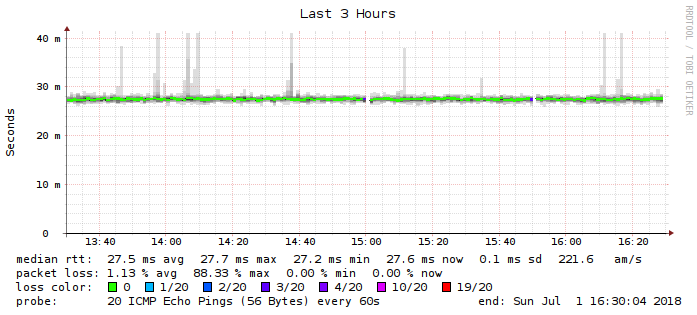 Last 3 Hours
RRDTOOL / TOBI OETIKER
Seconds
40 m
30 m
20 m
10 m
0
13:40 14:00 14:20 14:40 15:00 15:20 15:40 16:00 16:20
median rtt: 27.5 ms avg 27.7 ms max 27.2 ms min 27.6 ms now 0.1 ms sd 221.6 am/s
packet loss: 1.13 % avg 88.33 % max 0.00 % min 0.00 % now
loss color: 0 1/20 2/20 3/20 4/20 10/20 19/20
probe: 20 ICMP Echo Pings (56 Bytes) every 60s end: Sun Jul 1 16:30:04 2018